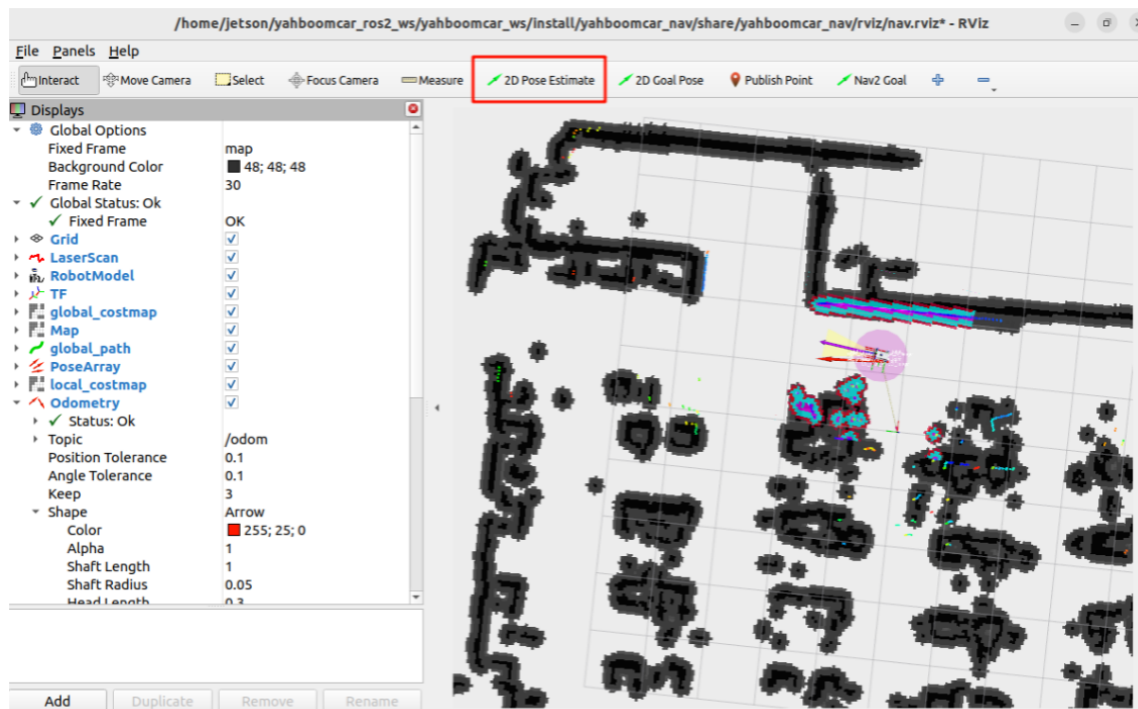 /home/jetson/yahboomcar_ros2_ws/yahboomcar_ws/install/yahboomcar_nav/share/yahboomcar_nav/rviz/nav.rviz* - RViz
File Panels Help
Interact Move Camera Select Focus Camera Measure 2D Pose Estimate 2D Goal Pose Publish Point Nav2 Goal
Displays
Global Options
Fixed Frame map
Background Color 48; 48; 48
Frame Rate 30
Global Status: Ok
Fixed Frame OK
Grid
LaserScan
RobotModel
TF
global_costmap
Map
global_path
PoseArray
local_costmap
Odometry
Status: Ok
Topic /odom
Position Tolerance 0.1
Angle Tolerance 0.1
Keep 3
Shape Arrow
Color 255; 25; 0
Alpha 1
Shaft Length 1
Shaft Radius 0.05
Head Length 0.3
Add Duplicate Remove Rename